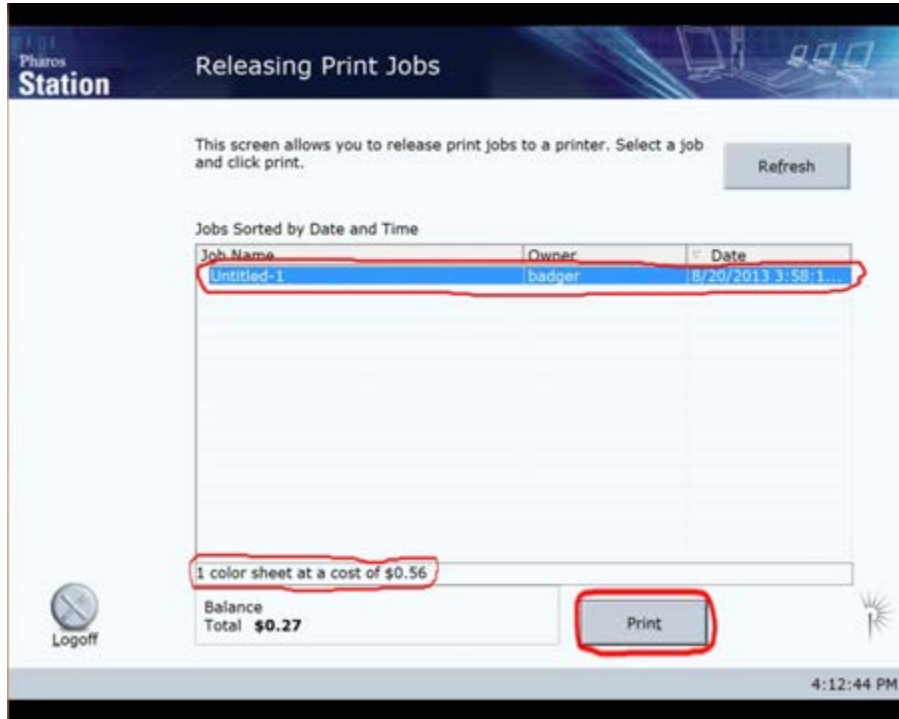 Pharos
Station
Releasing Print Jobs
This screen allows you to release print jobs to a printer. Select a job
and click print.
Refresh
Jobs Sorted by Date and Time
Job Name Owner Date
Untitled-1 badger 8/20/2013 3:58:1...
1 color sheet at a cost of $0.56
Balance
Total $0.27
Print
Logoff
4:12:44 PM